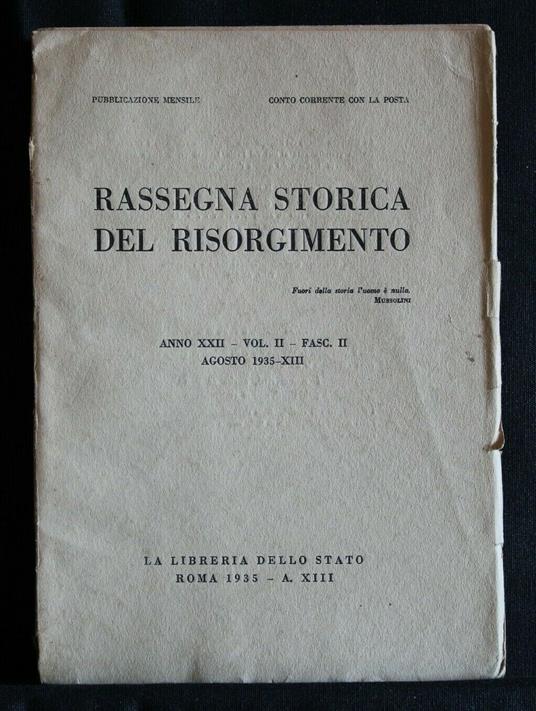 PUBBLICAZIONE MENSILE CONTO CORRENTE CON LA POSTA
RASSEGNA STORICA
DEL RISORGIMENTO
Fuori della storia l'uomo è nulla.
MUSSOLINI
ANNO XXII – VOL. II – FASC. II
AGOSTO 1935-XIII
LA LIBRERIA DELLO STATO
ROMA 1935 – A. XIII